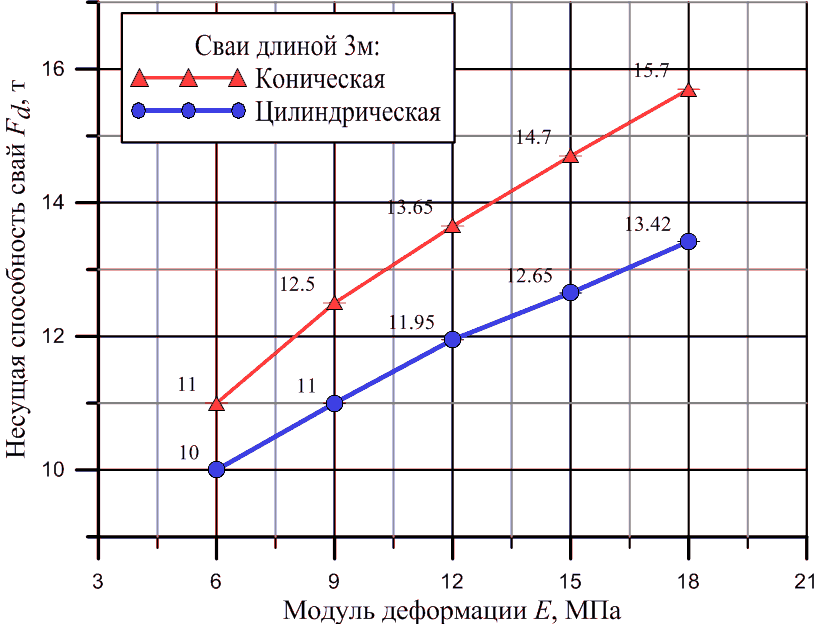 Сваи длиной 3м:
Коническая
Цилиндрическая
Несущая способность свай Fd, т
16
14
12
10
15.7
14.7
13.65
12.5
11
13.42
12.65
11.95
11
10
3 6 9 12 15 18 21
Модуль деформации E, МПа